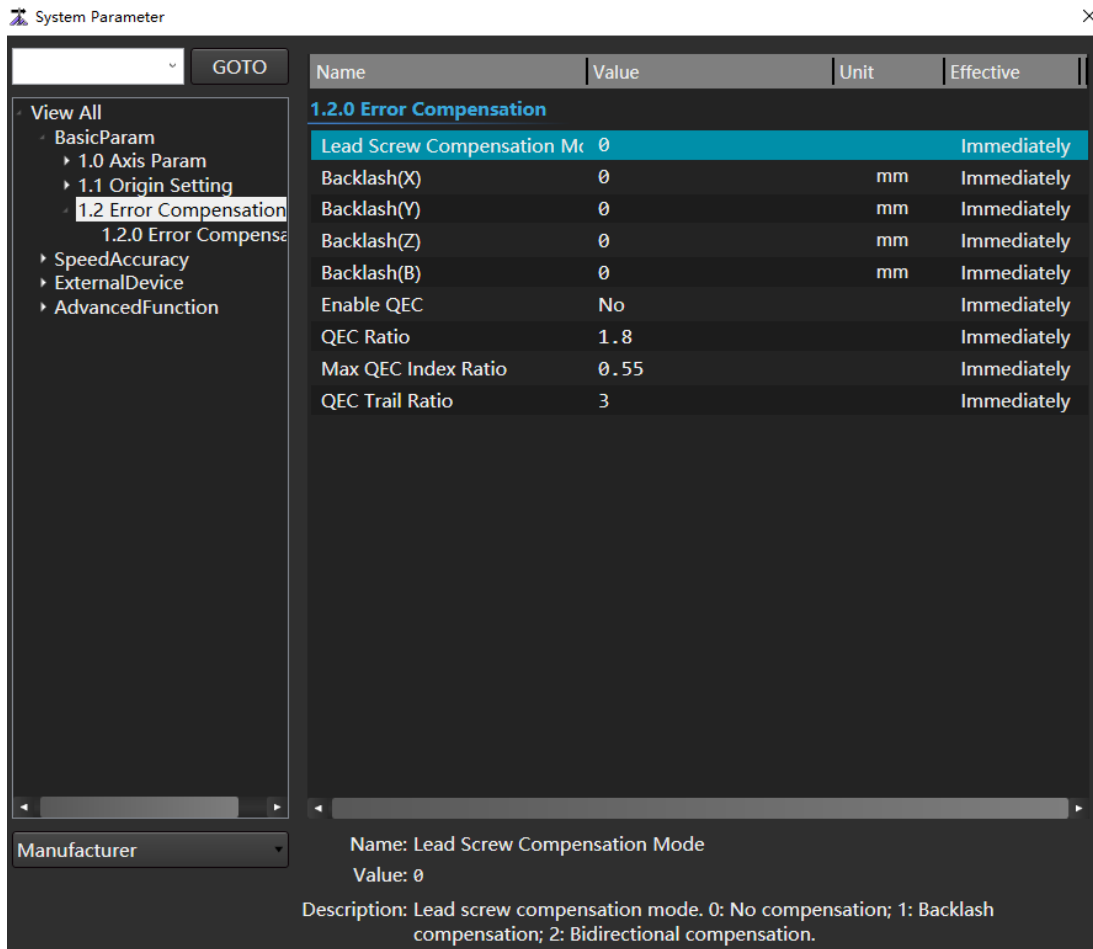 System Parameter
GOTO
View All
BasicParam
1.0 Axis Param
1.1 Origin Setting
1.2 Error Compensation
1.2.0 Error Compensa
SpeedAccuracy
ExternalDevice
AdvancedFunction
Manufacturer
Name Value Unit Effective
1.2.0 Error Compensation
Lead Screw Compensation Mo 0 Immediately
Backlash(X) 0 mm Immediately
Backlash(Y) 0 mm Immediately
Backlash(Z) 0 mm Immediately
Backlash(B) 0 mm Immediately
Enable QEC No Immediately
QEC Ratio 1.8 Immediately
Max QEC Index Ratio 0.55 Immediately
QEC Trail Ratio 3 Immediately
Name: Lead Screw Compensation Mode
Value: 0
Description: Lead screw compensation mode. 0: No compensation; 1: Backlash
compensation; 2: Bidirectional compensation.